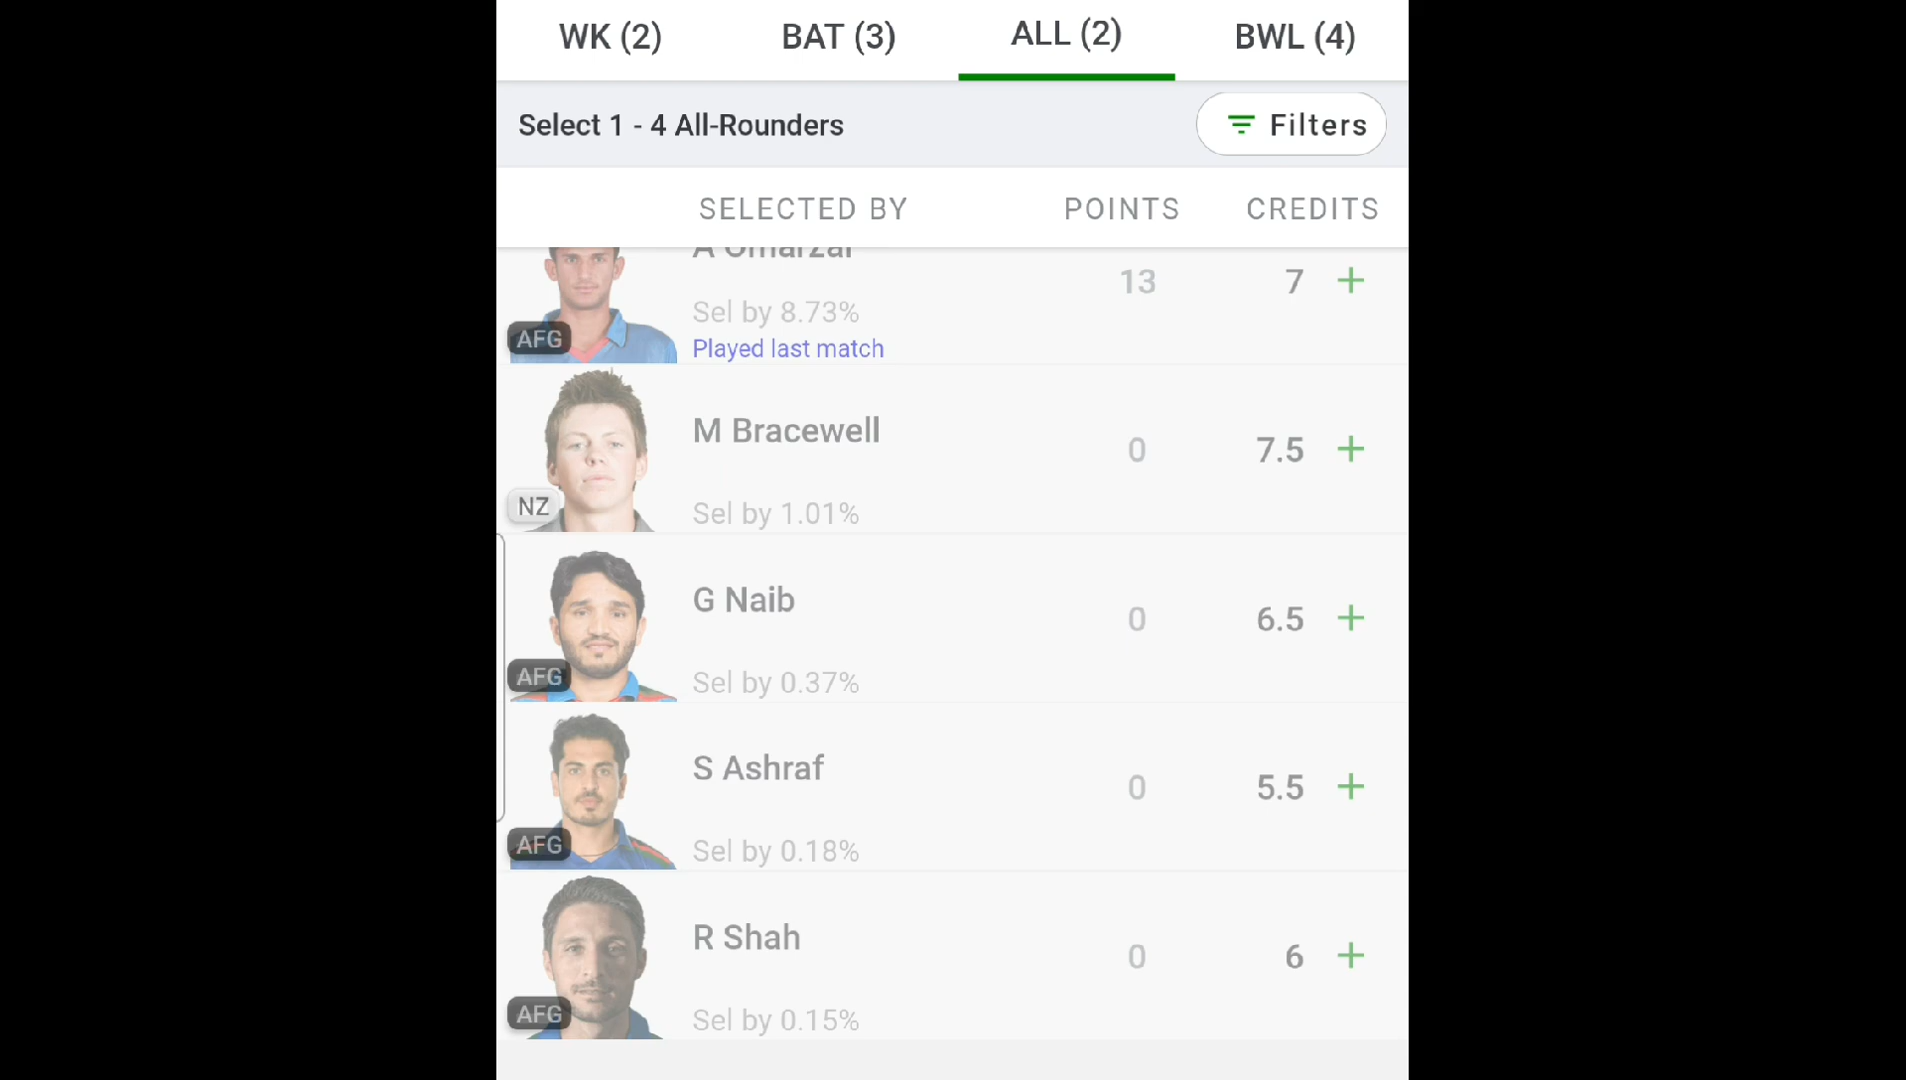 WK (2) BAT (3) ALL (2) BWL (4)
Select 1 - 4 All-Rounders Filters
SELECTED BY POINTS CREDITS
A Omarzai
13 7 +
Sel by 8.73%
AFG
Played last match
M Bracewell
0 7.5 +
NZ
Sel by 1.01%
G Naib
0 6.5 +
AFG
Sel by 0.37%
S Ashraf
0 5.5 +
AFG
Sel by 0.18%
R Shah
0 6 +
AFG
Sel by 0.15%